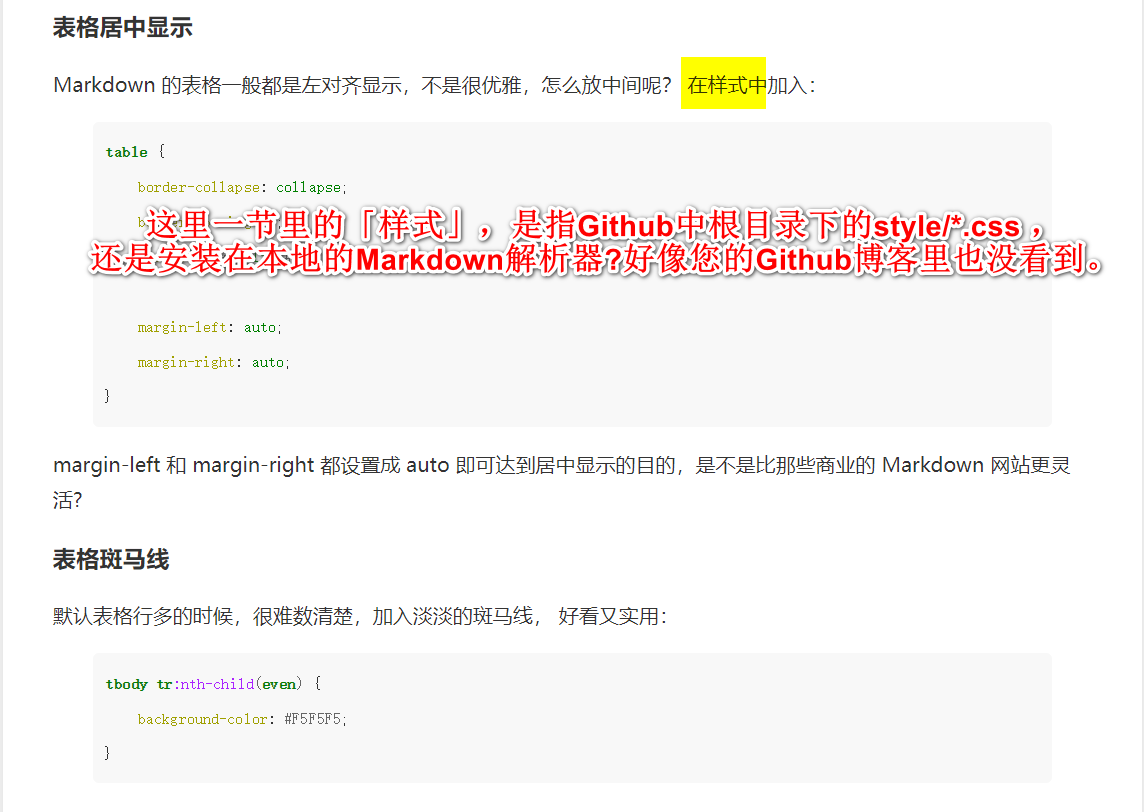 表格居中显示
Markdown 的表格一般都是左对齐显示，不是很优雅，怎么放中间呢？ 在样式中加入：
table {
border-collapse: collapse;
这里一节里的「样式」，是指Github中根目录下的style/*.css，
还是安装在本地的Markdown解析器?好像您的Github博客里也没看到。
margin-left: auto;
margin-right: auto;
}
margin-left 和 margin-right 都设置成 auto 即可达到居中显示的目的，是不是比那些商业的 Markdown 网站更灵
活？
表格斑马线
默认表格行多的时候，很难数清楚，加入淡淡的斑马线， 好看又实用：
tbody tr:nth-child(even) {
background-color: #F5F5F5;
}